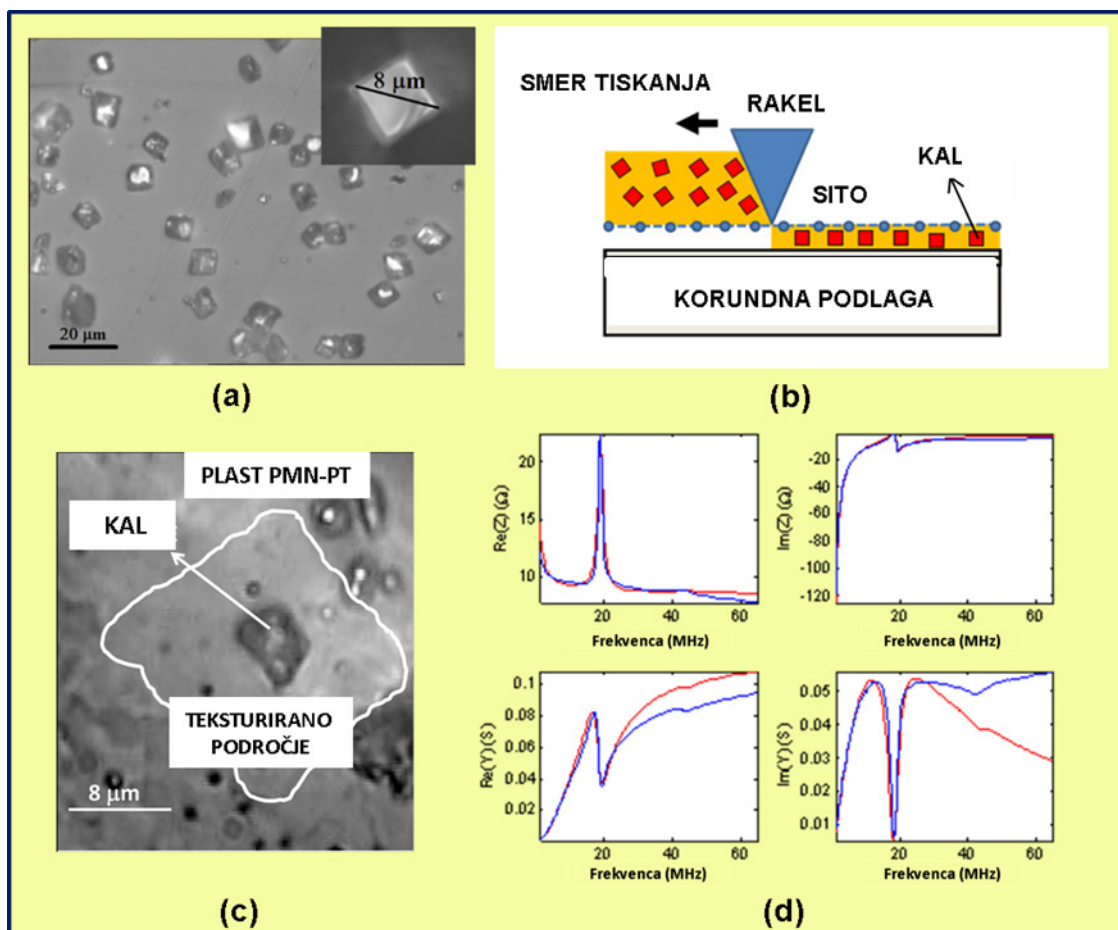 8 µm
20 µm
(a)
SMER TISKANJA
RAKEL
KAL
SITO
KORUNDNA PODLAGA
(b)
PLAST PMN-PT
KAL
TEKSTURIRANO
PODROČJE
8 µm
(c)
Re(Z) (Ω)
20
15
10
20
40
60
Frekvenca (MHz)
Im(Z) (Ω)
-20
-40
-60
-80
-100
-120
20
40
60
Frekvenca (MHz)
Re(Y) (S)
0.1
0.08
0.06
0.04
0.02
20
40
60
Frekvenca (MHz)
Im(Y) (S)
0.05
0.04
0.03
0.02
0.01
20
40
60
Frekvenca (MHz)
(d)